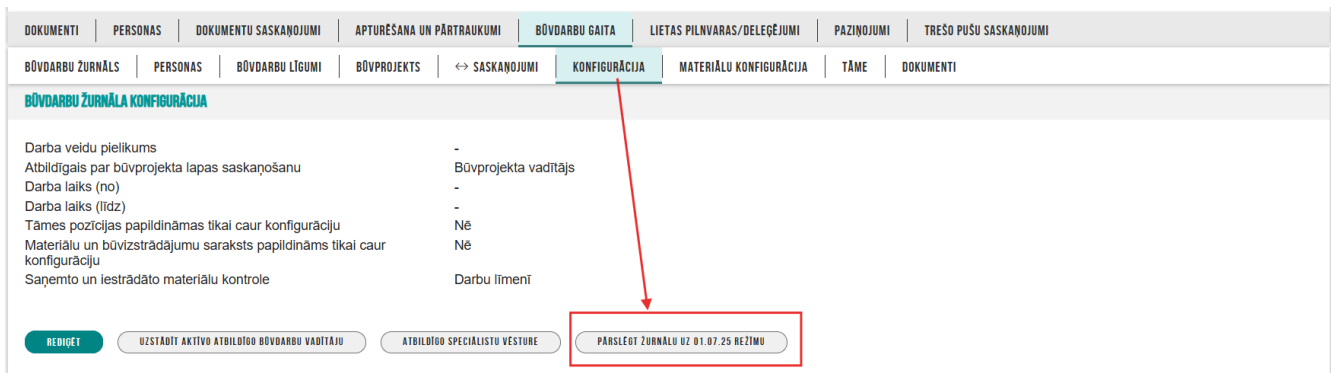 DOKUMENTI PERSONAS DOKUMENTU SASKAŅOJUMI APTURĒŠANA UN PĀRTRAUKUMI BŪVDARBU GAITA LIETAS PILNVARAS/DELEĢĒJUMI PAZIŅOJUMI TREŠO PUŠU SASKAŅOJUMI
BŪVDARBU ŽURNĀLS PERSONAS BŪVDARBU LĪGUMI BŪVPROJEKTS ↔ SASKAŅOJUMI KONFIGURĀCIJA MATERIĀLU KONFIGURĀCIJA TĀME DOKUMENTI
BŪVDARBU ŽURNĀLA KONFIGURĀCIJA
Darba veidu pielikums -
Atbildīgais par būvprojekta lapas saskaņošanu Būvprojekta vadītājs
Darba laiks (no) -
Darba laiks (līdz) -
Tāmes pozīcijas papildināmas tikai caur konfigurāciju Nē
Materiālu un būvizstrādājumu saraksts papildināms tikai caur Nē
konfigurāciju
Saņemto un iestrādāto materiālu kontrole Darbu līmenī
REDIĢĒT UZSTĀDĪT AKTĪVO ATBILDĪGO BŪVDARBU VADĪTĀJU ATBILDĪGO SPECIĀLISTU VĒSTURE PĀRSLĒGT ŽURNĀLU UZ 01.07.25 REŽĪMU